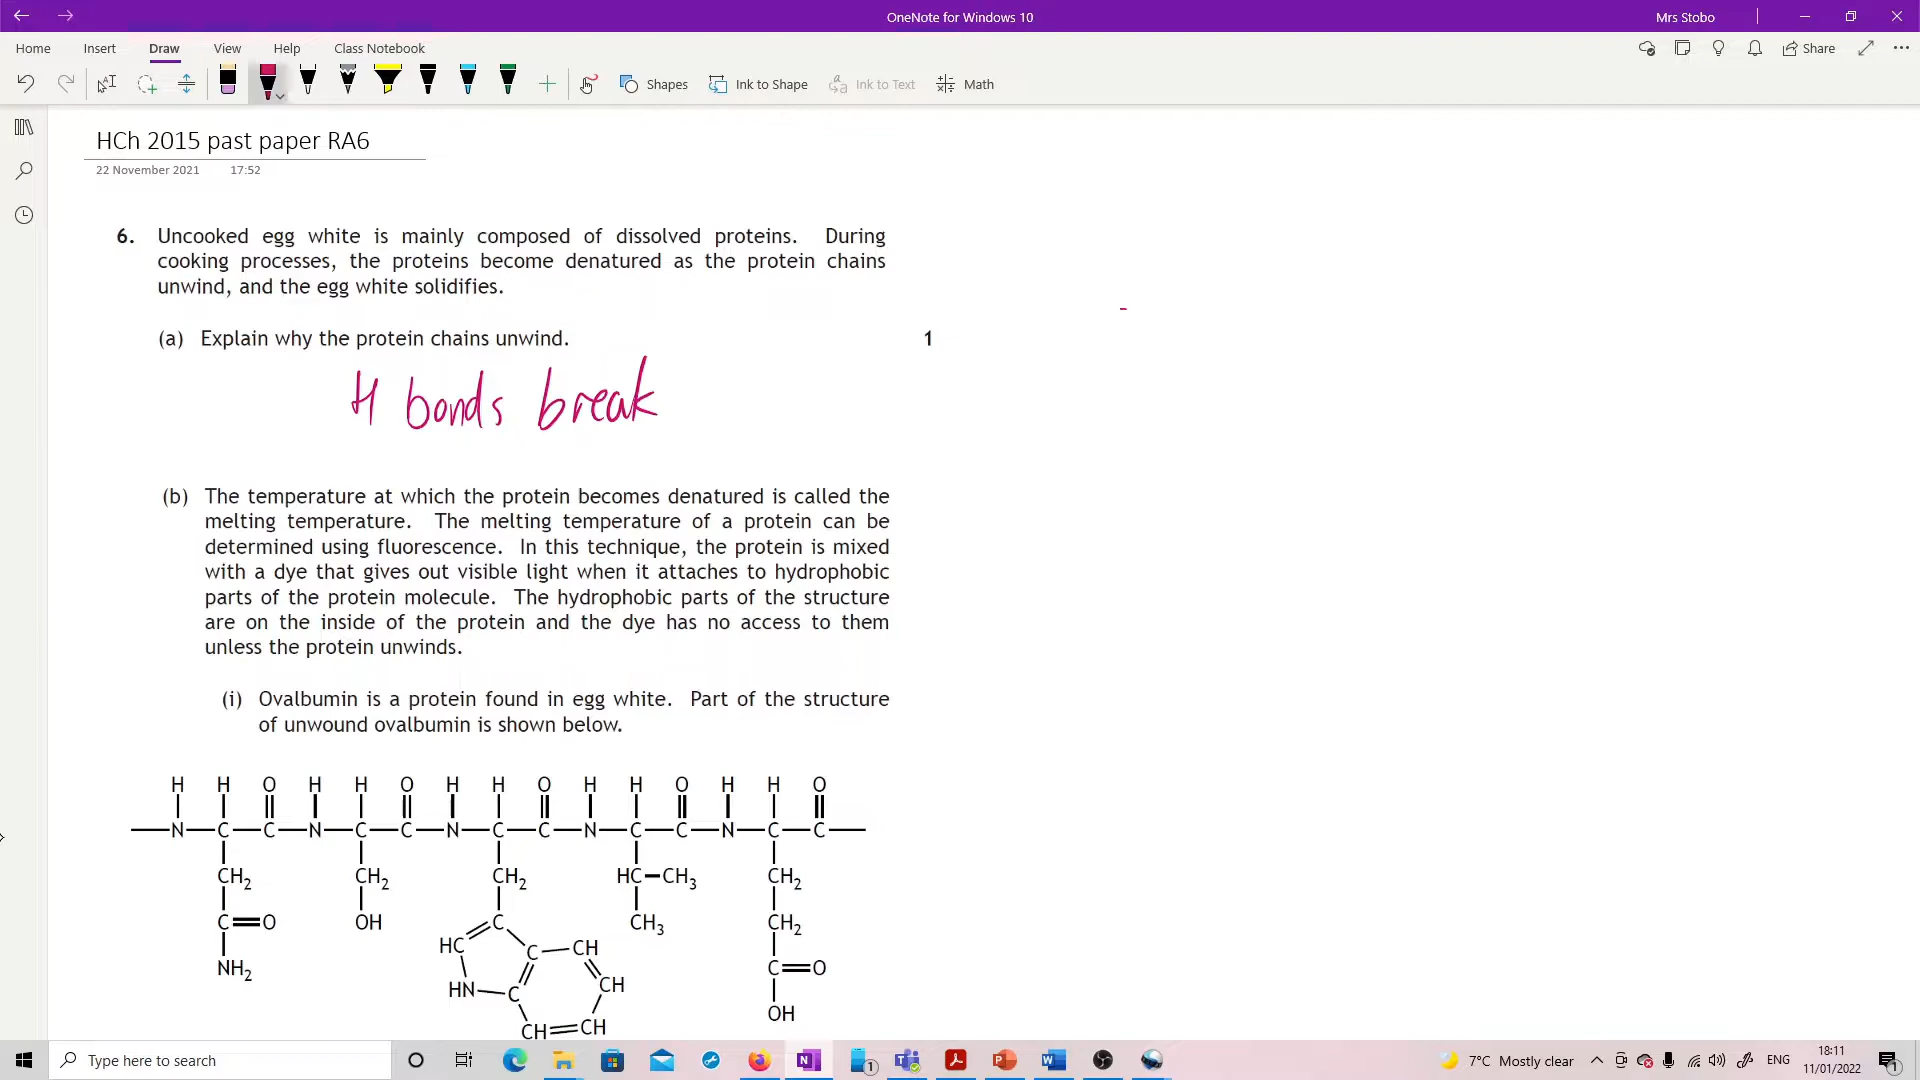 OneNote for Windows 10
Mrs Stobo
Home Insert Draw View Help Class Notebook
Share
Shapes Ink to Shape Ink to Text Math
HCh 2015 past paper RA6
22 November 2021 17:52
6. Uncooked egg white is mainly composed of dissolved proteins. During
cooking processes, the proteins become denatured as the protein chains
unwind, and the egg white solidifies.
(a) Explain why the protein chains unwind. 1
H bonds break
(b) The temperature at which the protein becomes denatured is called the
melting temperature. The melting temperature of a protein can be
determined using fluorescence. In this technique, the protein is mixed
with a dye that gives out visible light when it attaches to hydrophobic
parts of the protein molecule. The hydrophobic parts of the structure
are on the inside of the protein and the dye has no access to them
unless the protein unwinds.
(i) Ovalbumin is a protein found in egg white. Part of the structure
of unwound ovalbumin is shown below.
H H O H H O H H O H H O H H O
N C C N C C N C C N C C N C C
CH2 CH2 CH2 HC CH3 CH2
C O OH C CH3 CH2
HC C CH
NH2 C O
HN C CH
OH
CH CH
Type here to search
7°C Mostly clear
ENG
18:11
11/01/2022